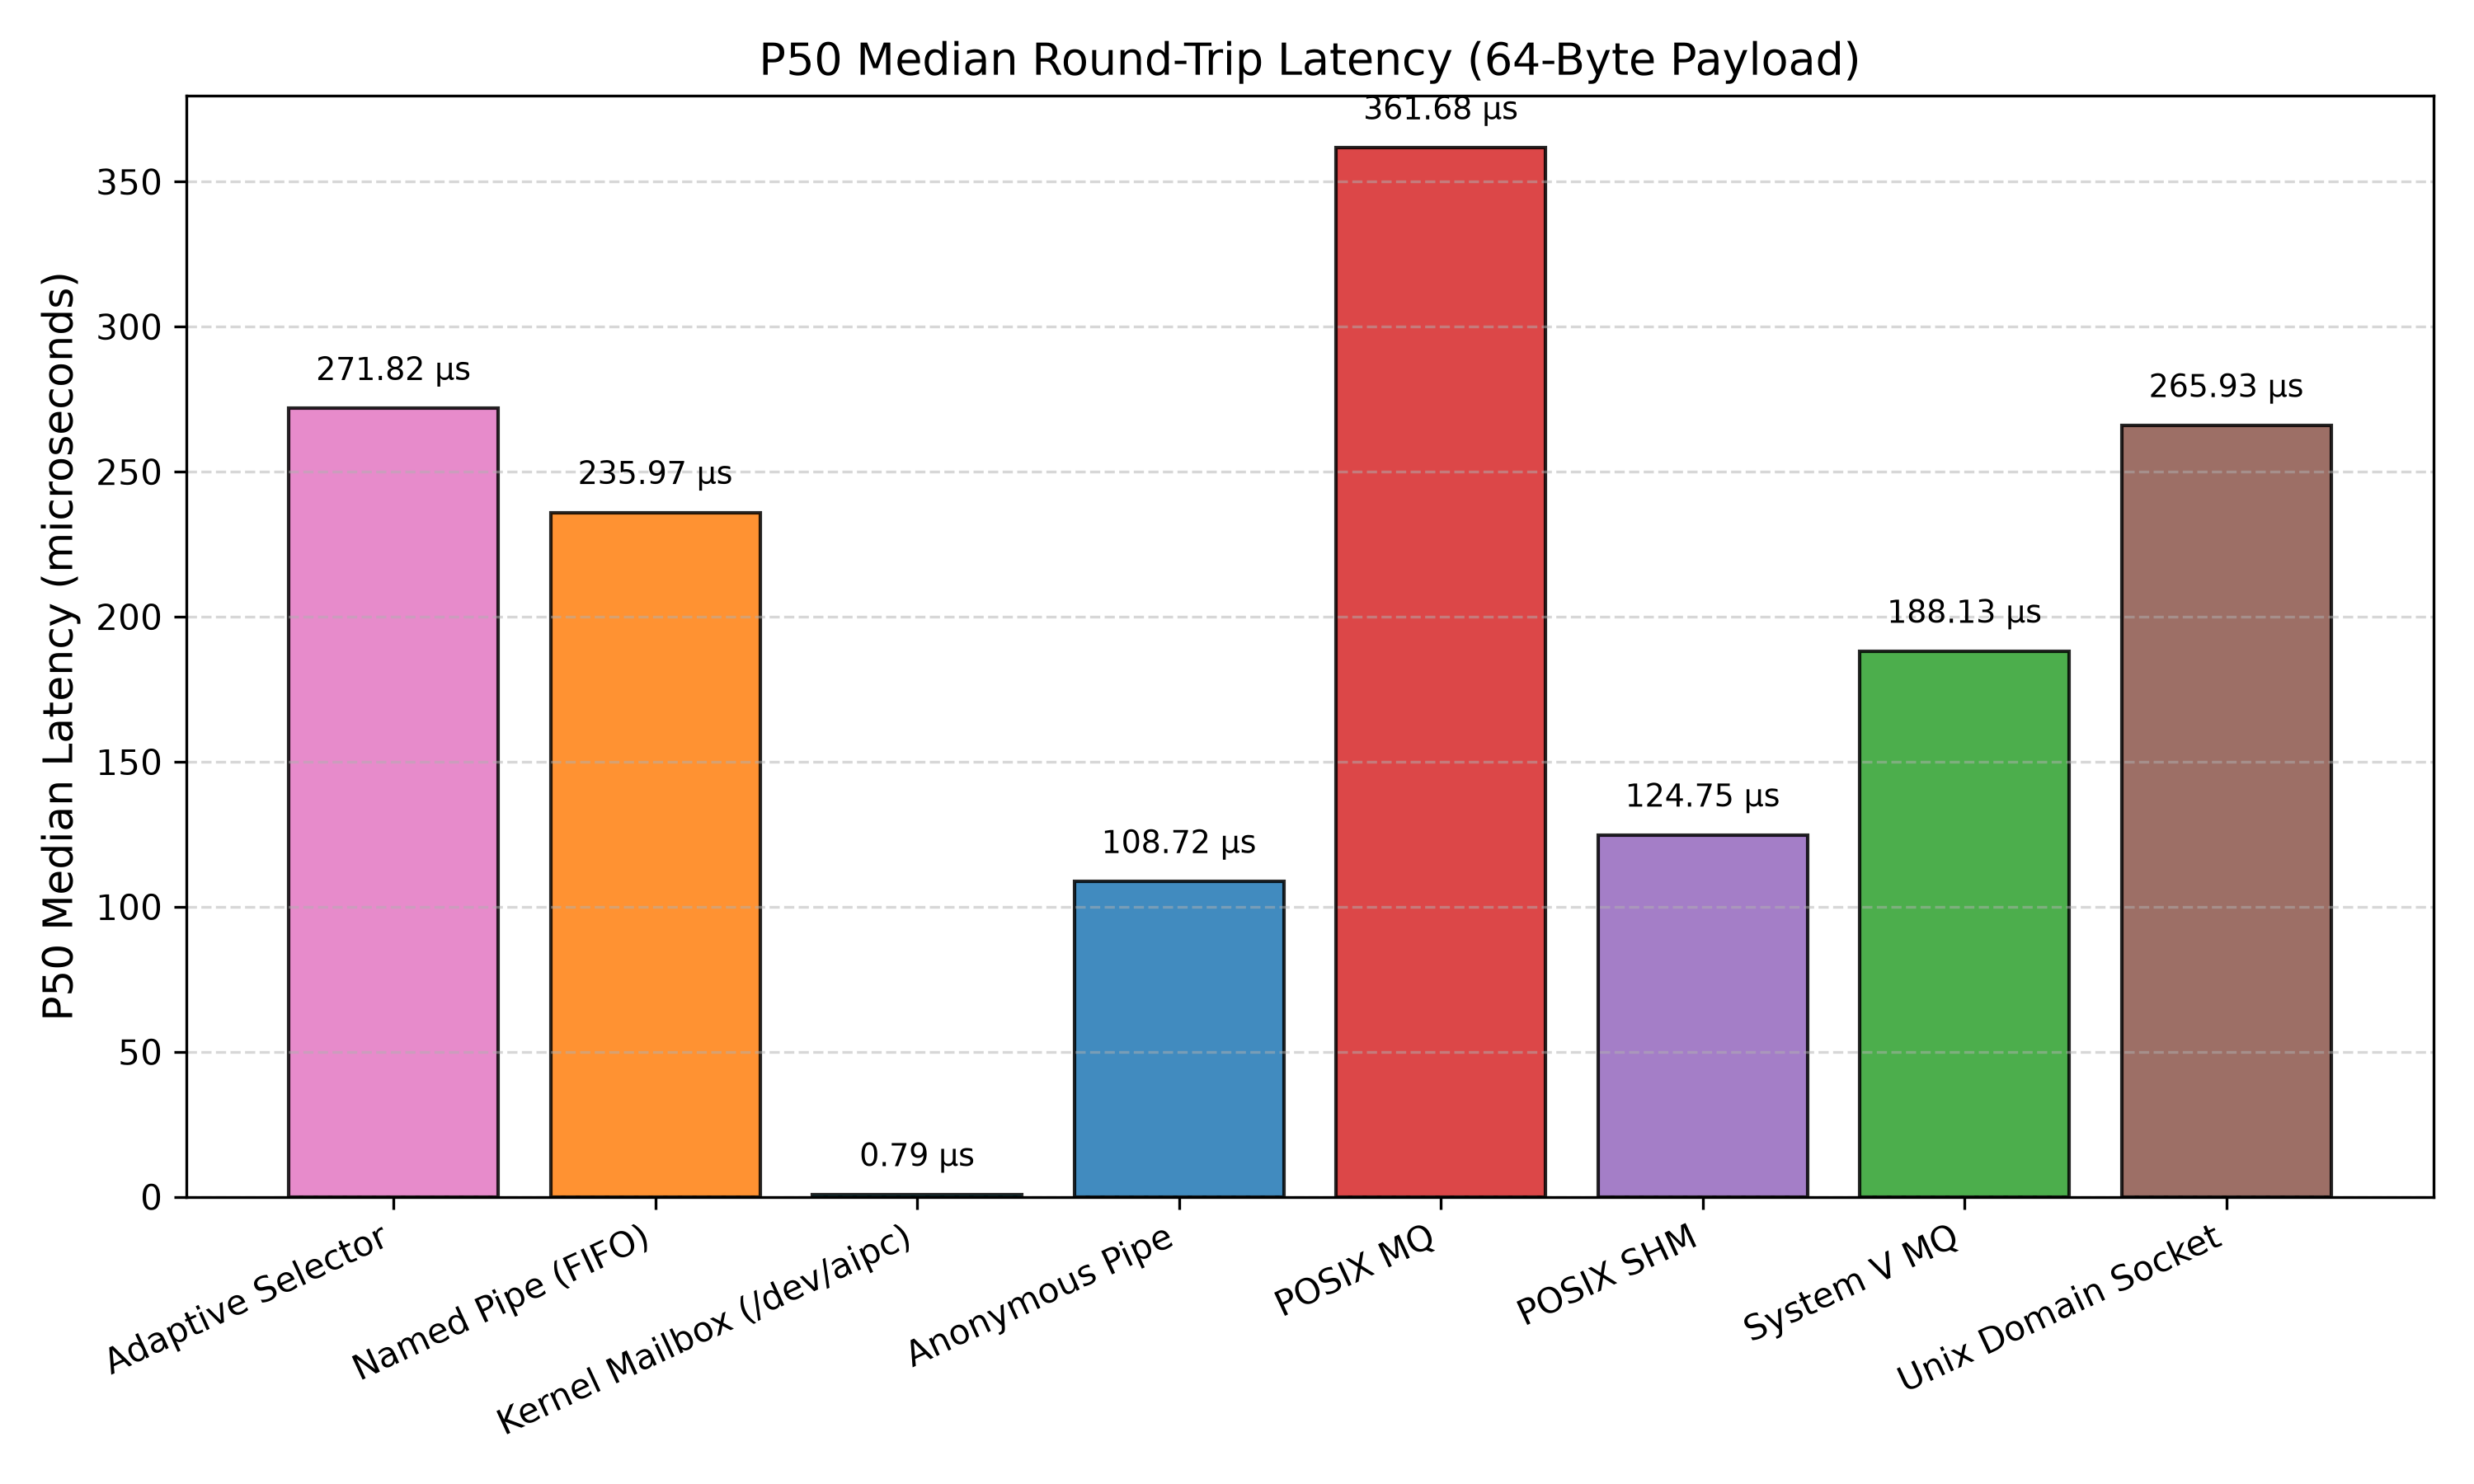 P50 Median Round-Trip Latency (64-Byte Payload)
P50 Median Latency (microseconds)
350
300
250
200
150
100
50
0
271.82 µs
235.97 µs
0.79 µs
108.72 µs
361.68 µs
124.75 µs
188.13 µs
265.93 µs
Adaptive Selector
Named Pipe (FIFO)
Kernel Mailbox (/dev/aipc)
Anonymous Pipe
POSIX MQ
POSIX SHM
System V MQ
Unix Domain Socket